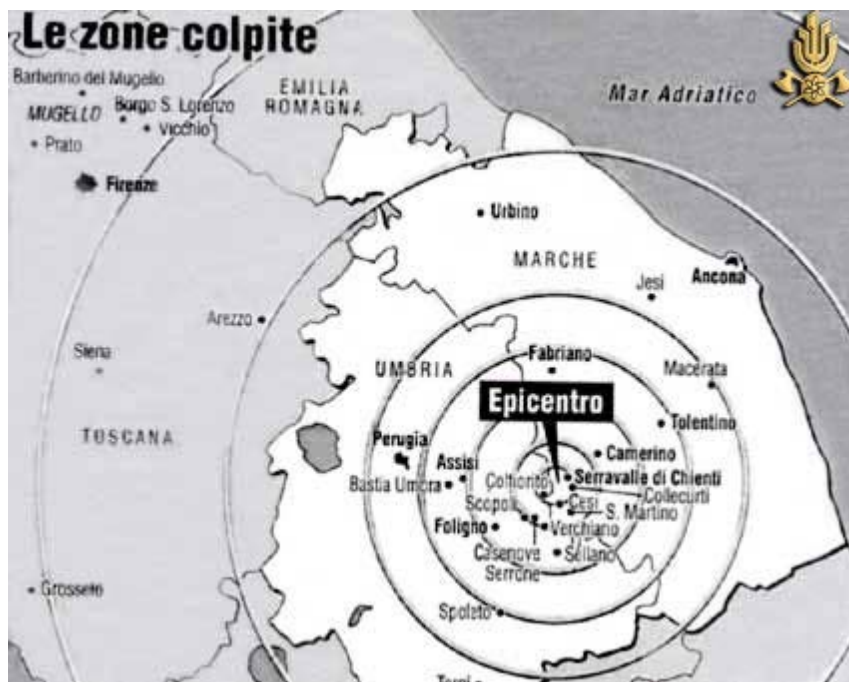 Le zone colpite
Barberino del Mugello
EMILIA
ROMAGNA
Mar Adriatico
MUGELLO
Borgo S. Lorenzo
Vicchio
Prato
Firenze
Urbino
MARCHE
Ancona
Jesi
Arezzo
Siena
Fabriano
UMBRIA
Macerata
Epicentro
Tolentino
TOSCANA
Perugia
Camerino
Assisi
Serravalle di Chienti
Bastia Umbra
Colfiorito
Collecurti
Scopoli
Cesi
S. Martino
Foligno
Verchiano
Casenove
Sellano
Serrone
Grosseto
Spoleto
Terni